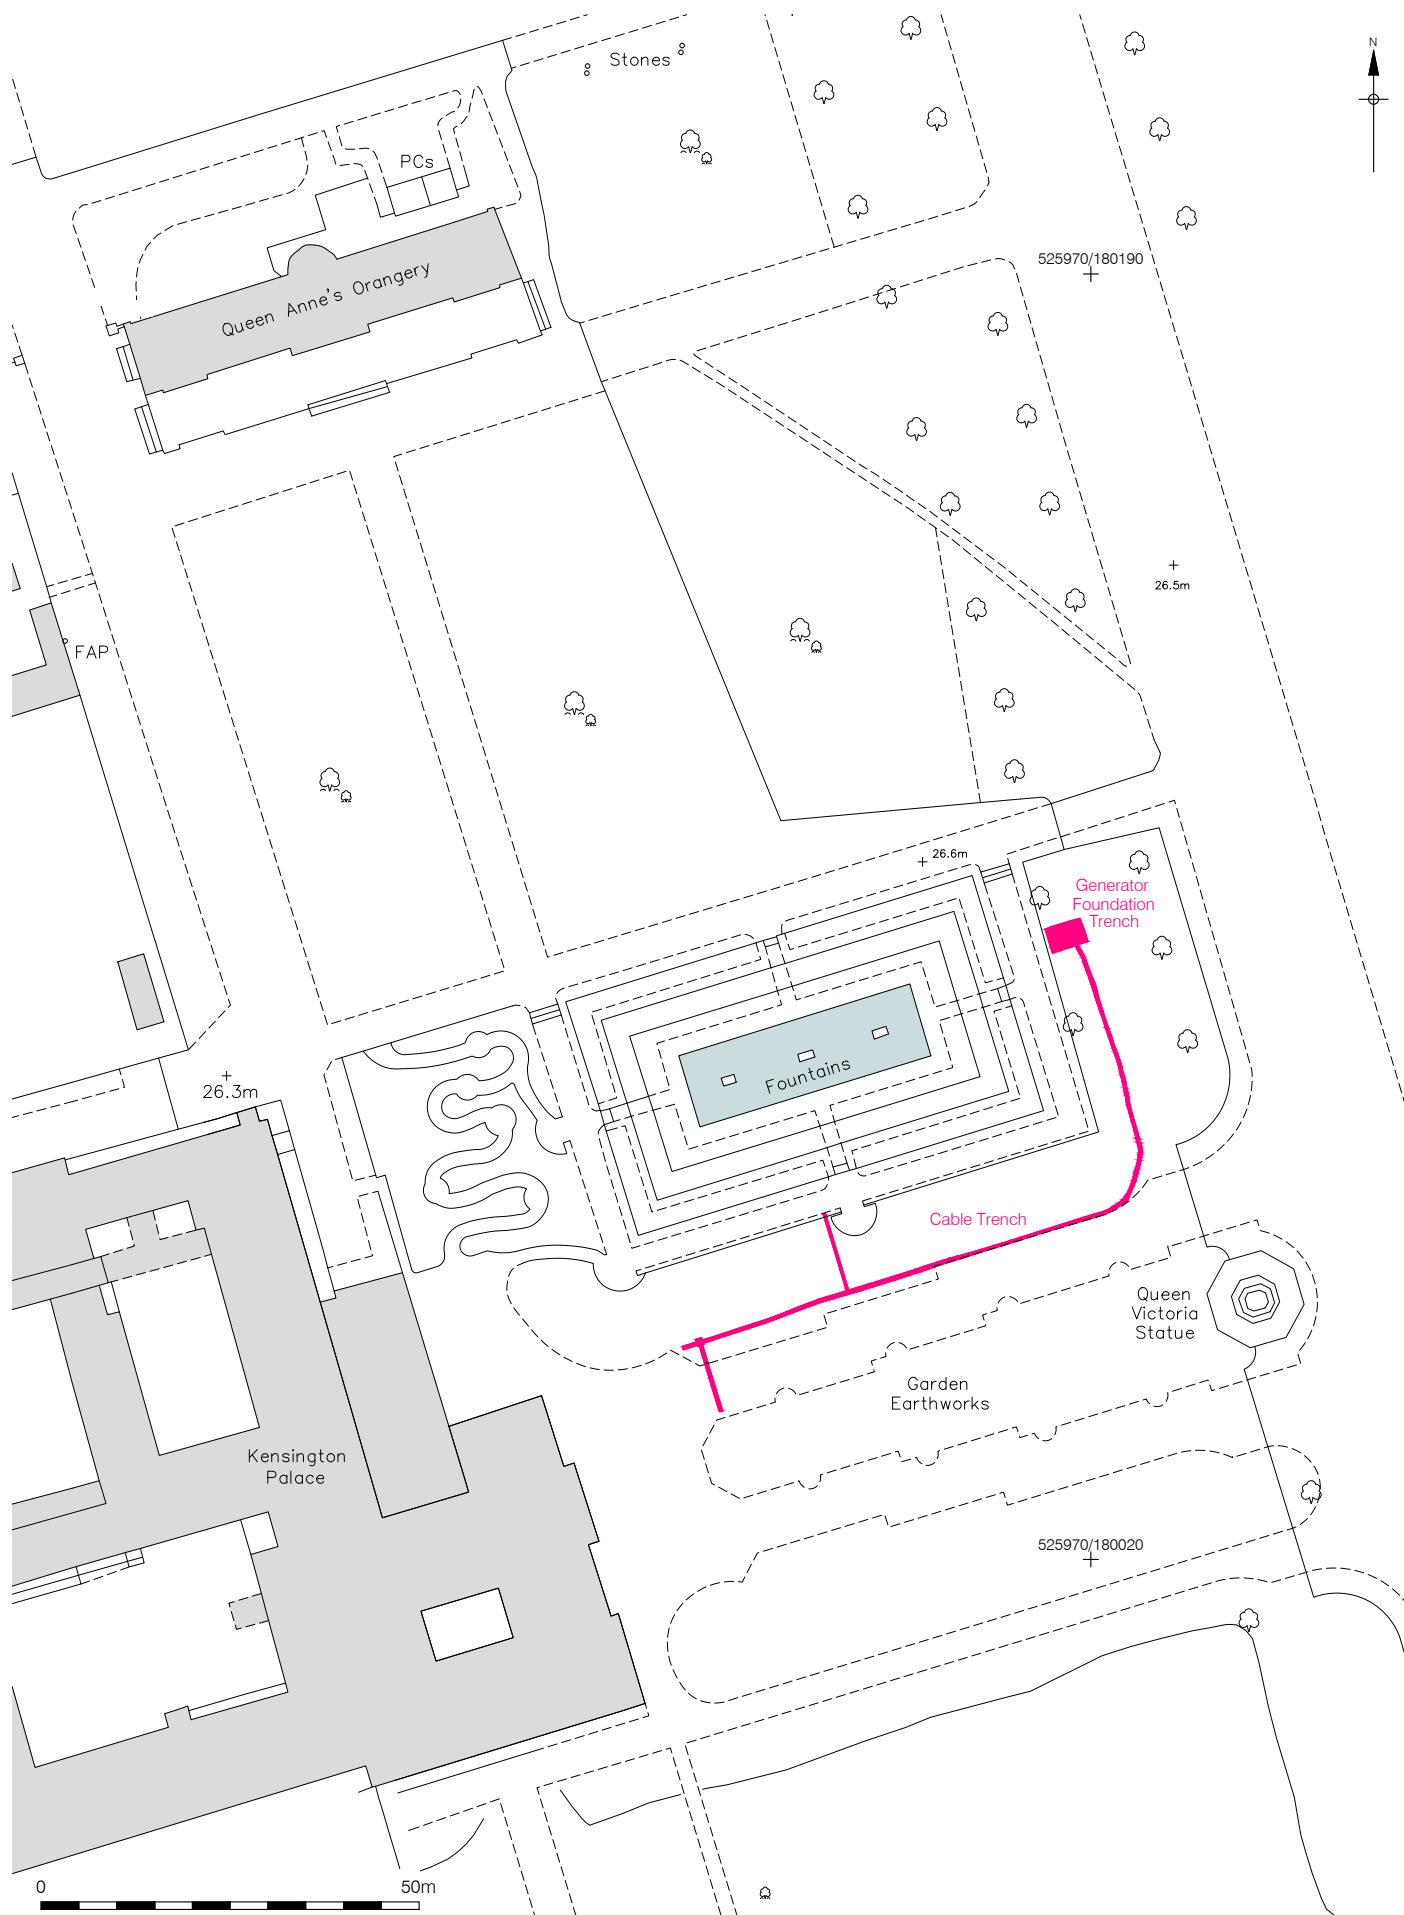 Stones
N
PCs
525970/180190
Queen Anne's Orangery
26.5m
FAP
26.6m
Generator
Foundation
Trench
Fountains
26.3m
Cable Trench
Queen
Victoria
Statue
Garden
Earthworks
Kensington
Palace
525970/180020
0
50m